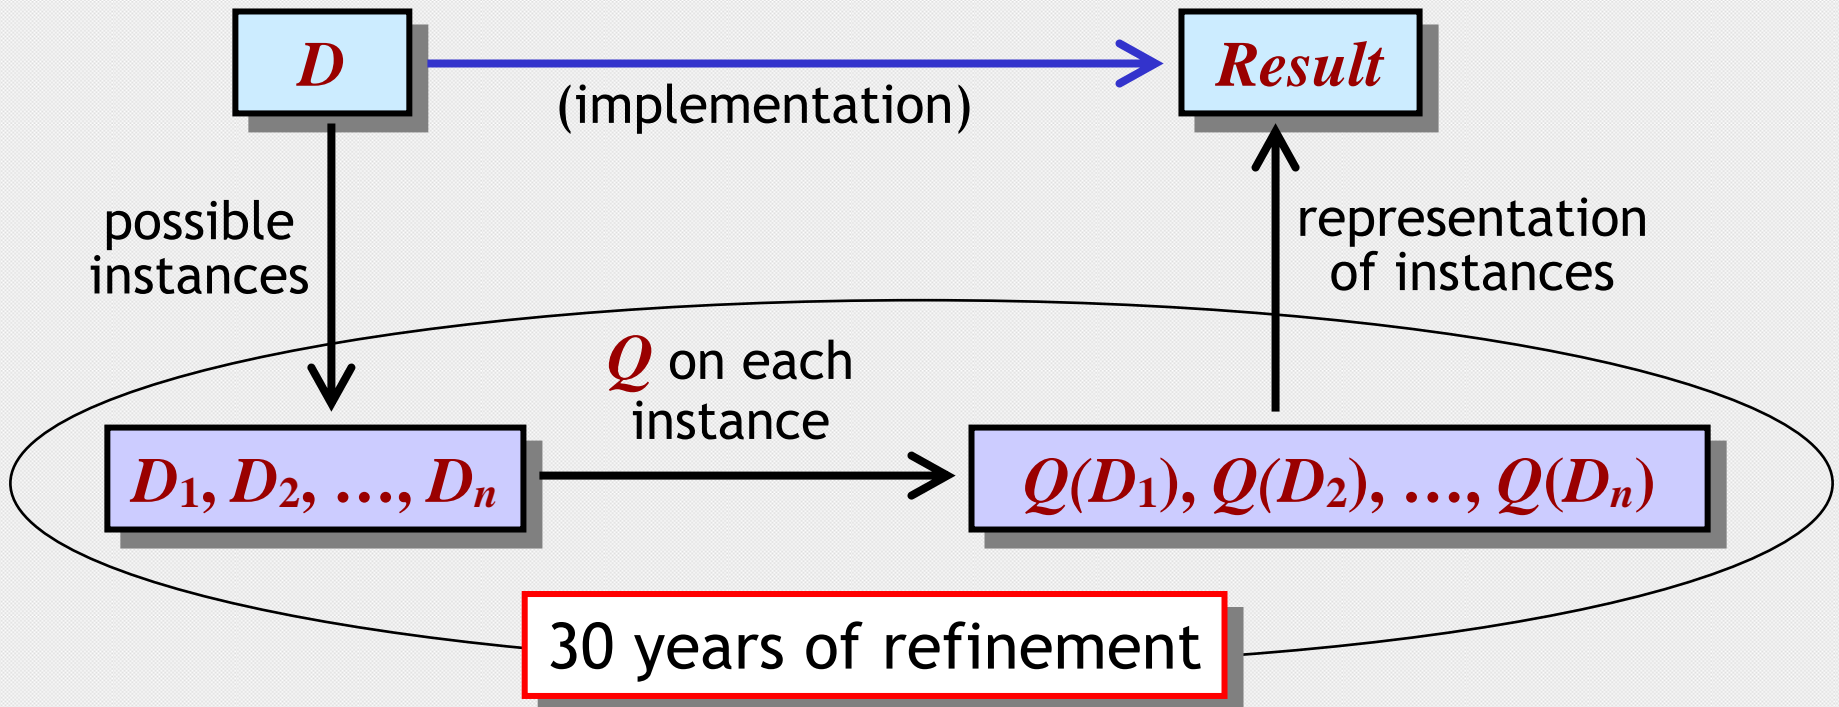 D
Result
(implementation)
possible
instances
representation
of instances
Q on each
instance
D1, D2, ..., Dn
Q(D1), Q(D2), ..., Q(Dn)
30 years of refinement